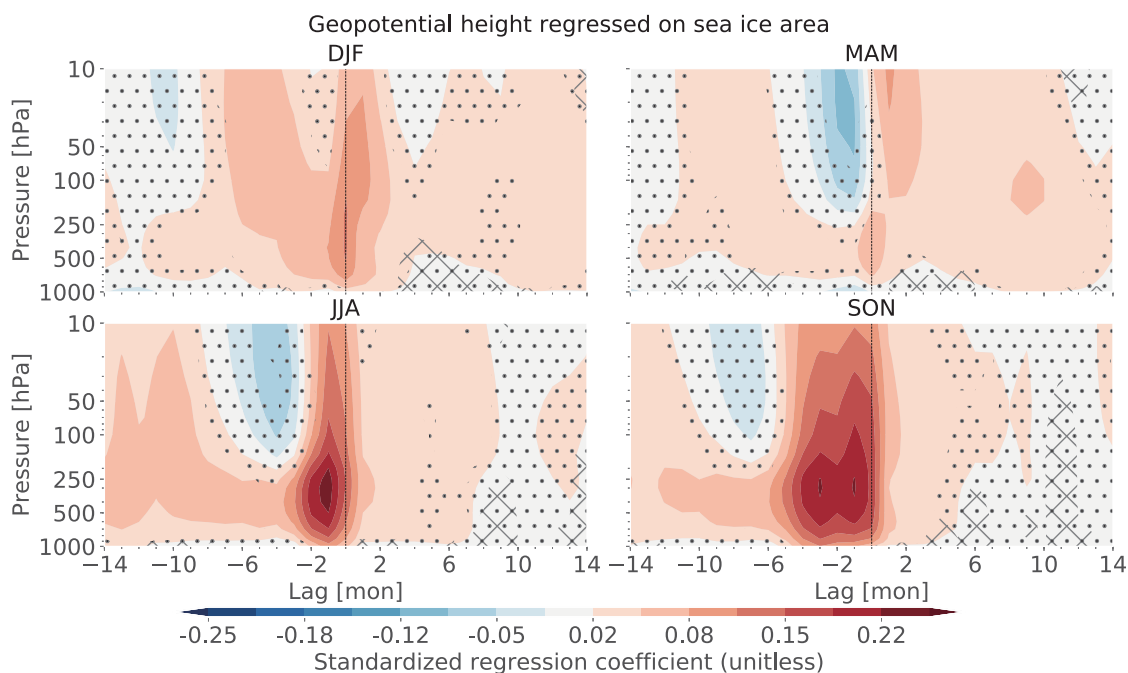 Geopotential height regressed on sea ice area
DJF MAM
Pressure [hPa]
10
50
100
250
500
1000
JJA SON
Pressure [hPa]
10
50
100
250
500
1000
−14 −10 −6 −2 2 6 10 14 −14 −10 −6 −2 2 6 10 14
Lag [mon] Lag [mon]
-0.25 -0.18 -0.12 -0.05 0.02 0.08 0.15 0.22
Standardized regression coefficient (unitless)